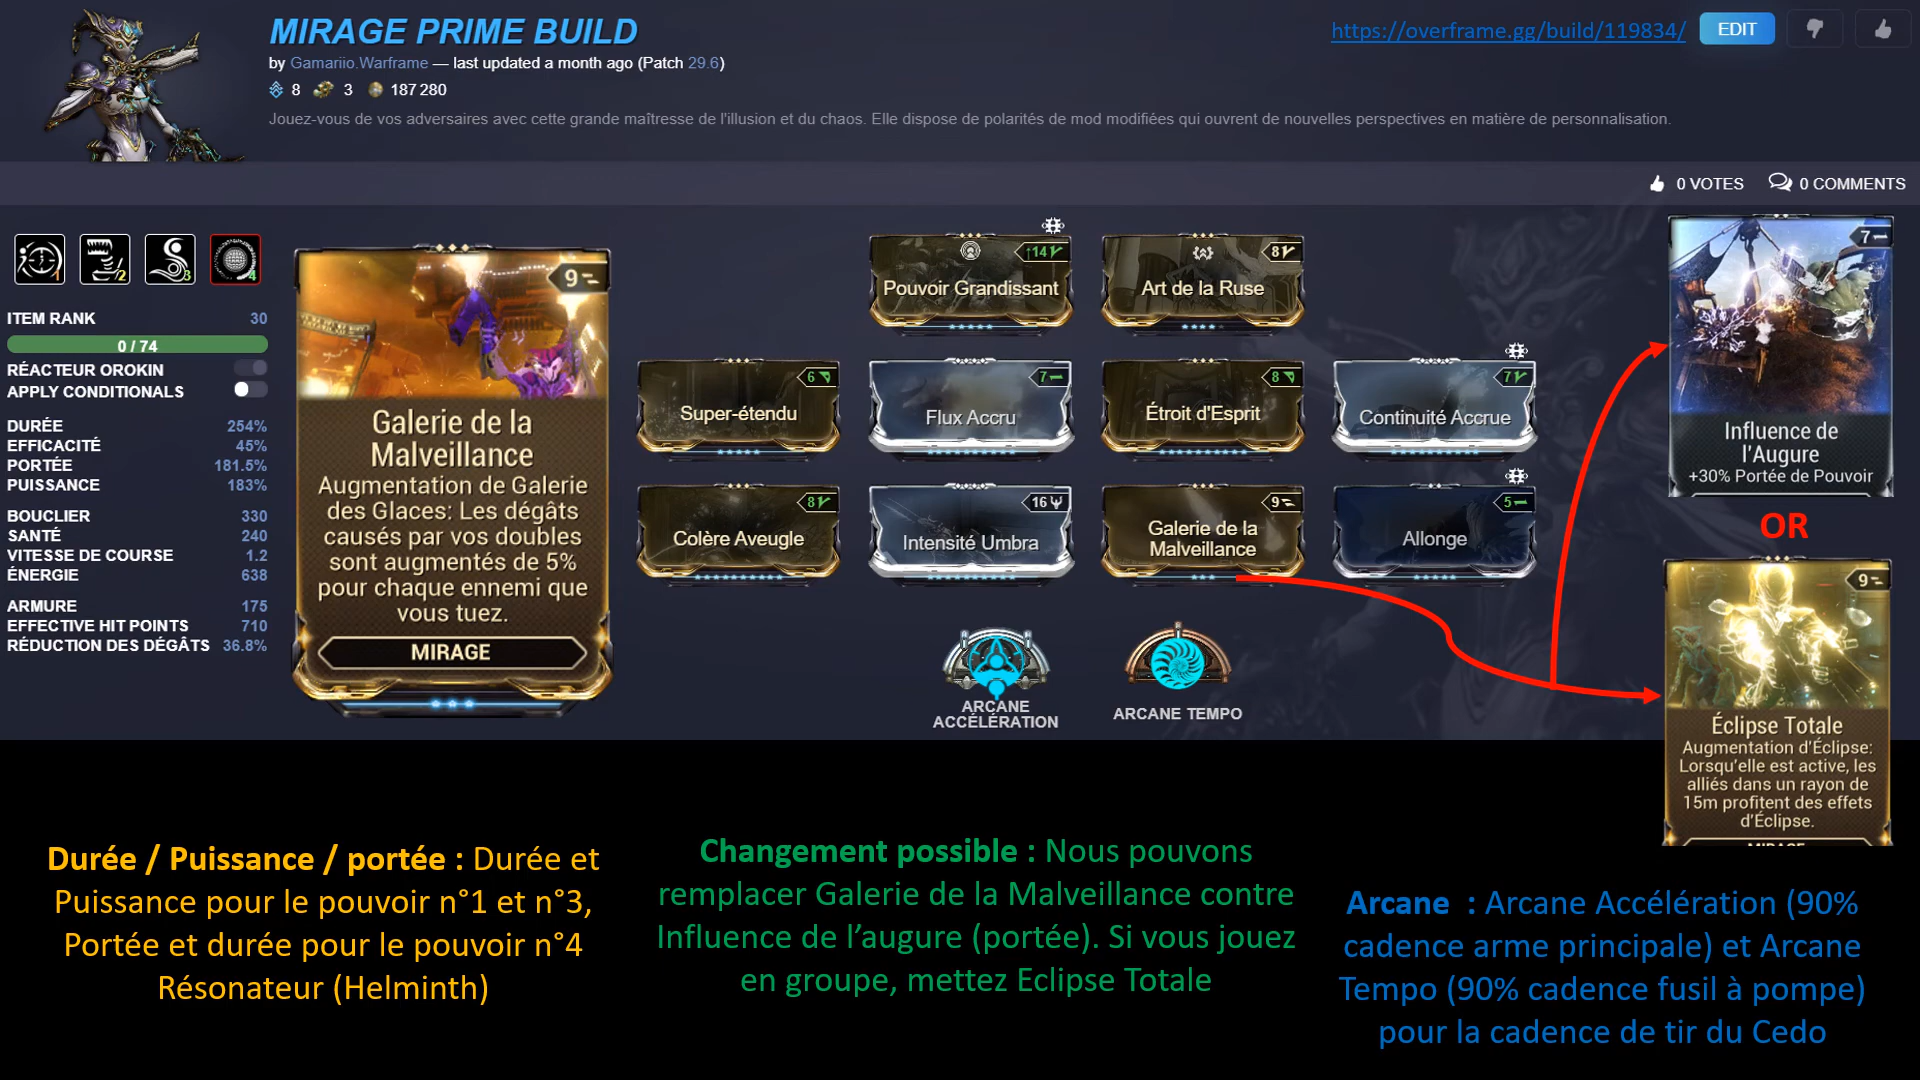 MIRAGE PRIME BUILD
https://overframe.gg/build/119834/
EDIT
by Gamariio.Warframe — last updated a month ago (Patch 29.6)
8 3 187 280
Jouez-vous de vos adversaires avec cette grande maîtresse de l'illusion et du chaos. Elle dispose de polarités de mod modifiées qui ouvrent de nouvelles perspectives en matière de personnalisation.
0 VOTES
0 COMMENTS
1
2
3
4
ITEM RANK 30
0 / 74
RÉACTEUR OROKIN
APPLY CONDITIONALS
DURÉE 254%
EFFICACITÉ 45%
PORTÉE 181.5%
PUISSANCE 183%
BOUCLIER 330
SANTÉ 240
VITESSE DE COURSE 1.2
ÉNERGIE 638
ARMURE 175
EFFECTIVE HIT POINTS 710
RÉDUCTION DES DÉGÂTS 36.8%
9
Galerie de la
Malveillance
Augmentation de Galerie
des Glaces: Les dégâts
causés par vos doubles
sont augmentés de 5%
pour chaque ennemi que
vous tuez.
MIRAGE
14
Pouvoir Grandissant
8
Art de la Ruse
6
Super-étendu
7
Flux Accru
8
Étroit d'Esprit
7
Continuité Accrue
8
Colère Aveugle
16
Intensité Umbra
9
Galerie de la
Malveillance
5
Allonge
ARCANE
ACCÉLÉRATION
ARCANE TEMPO
7
Influence de
l'Augure
+30% Portée de Pouvoir
OR
9
Éclipse Totale
Augmentation d'Éclipse:
Lorsqu'elle est active, les
alliés dans un rayon de
15m profitent des effets
d'Éclipse.
MIRAGE
Durée / Puissance / portée : Durée et
Puissance pour le pouvoir n°1 et n°3,
Portée et durée pour le pouvoir n°4
Résonateur (Helminth)
Changement possible : Nous pouvons
remplacer Galerie de la Malveillance contre
Influence de l’augure (portée). Si vous jouez
en groupe, mettez Eclipse Totale
Arcane : Arcane Accélération (90%
cadence arme principale) et Arcane
Tempo (90% cadence fusil à pompe)
pour la cadence de tir du Cedo